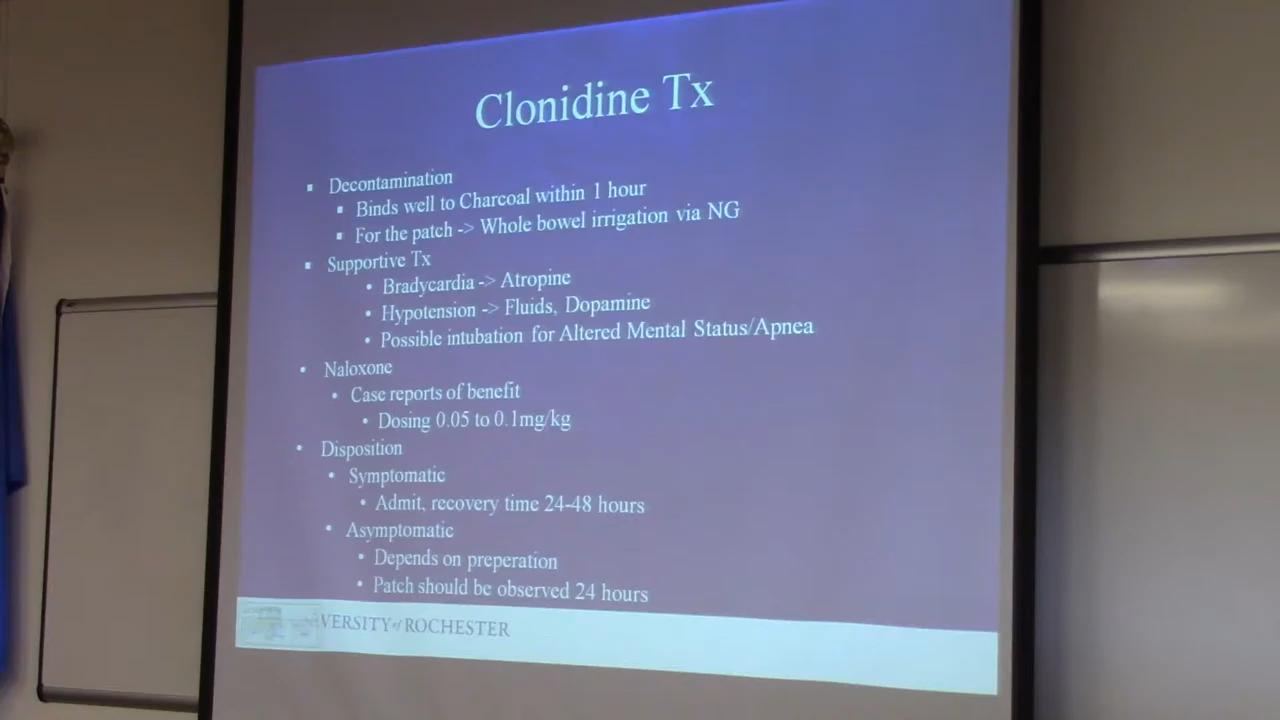 Clonidine Tx
▪ Decontamination
▪ Binds well to Charcoal within 1 hour
▪ For the patch -> Whole bowel irrigation via NG
▪ Supportive Tx
• Bradycardia -> Atropine
• Hypotension -> Fluids, Dopamine
• Possible intubation for Altered Mental Status/Apnea
• Naloxone
• Case reports of benefit
• Dosing 0.05 to 0.1mg/kg
• Disposition
• Symptomatic
• Admit, recovery time 24-48 hours
• Asymptomatic
• Depends on preparation
• Patch should be observed 24 hours
VERSITY of ROCHESTER